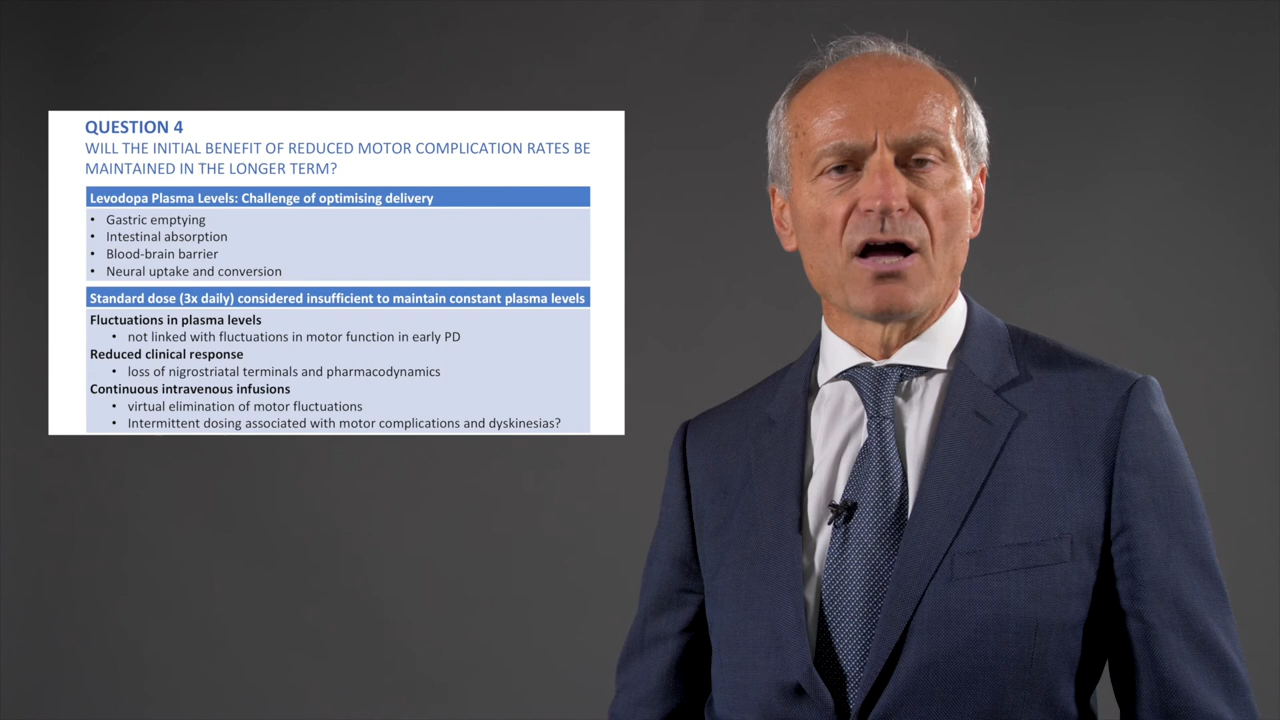 QUESTION 4
WILL THE INITIAL BENEFIT OF REDUCED MOTOR COMPLICATION RATES BE
MAINTAINED IN THE LONGER TERM?
Levodopa Plasma Levels: Challenge of optimising delivery
• Gastric emptying
• Intestinal absorption
• Blood-brain barrier
• Neural uptake and conversion
Standard dose (3x daily) considered insufficient to maintain constant plasma levels
Fluctuations in plasma levels
• not linked with fluctuations in motor function in early PD
Reduced clinical response
• loss of nigrostriatal terminals and pharmacodynamics
Continuous intravenous infusions
• virtual elimination of motor fluctuations
• Intermittent dosing associated with motor complications and dyskinesias?